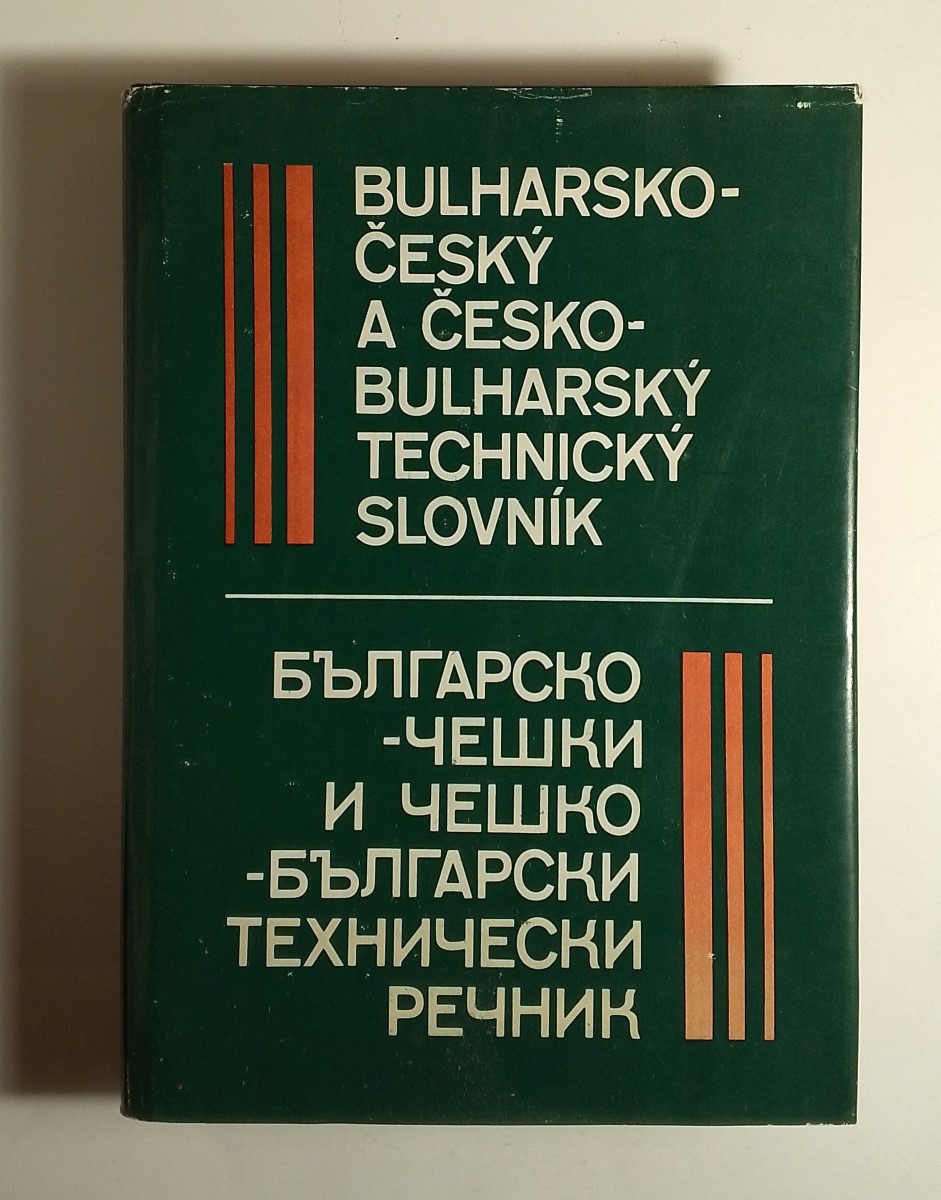 BULHARSKO-
ČESKÝ
A ČESKO-
BULHARSKÝ
TECHNICKÝ
SLOVNÍK
БЪЛГАРСКО
-ЧЕШКИ
И ЧЕШКО
-БЪЛГАРСКИ
ТЕХНИЧЕСКИ
РЕЧНИК